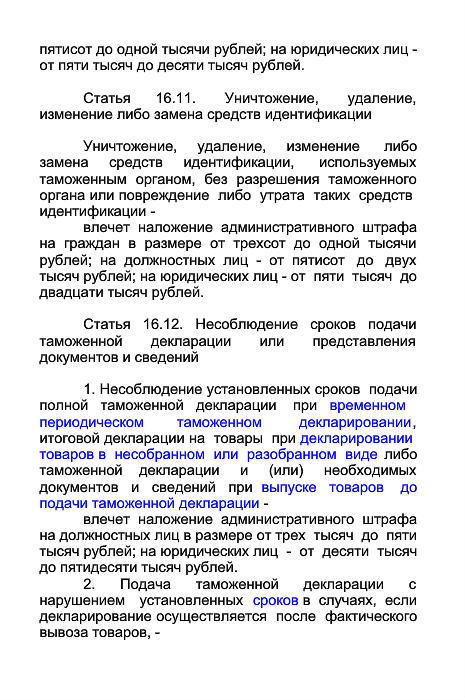 пятисот до одной тысячи рублей; на юридических лиц -
от пяти тысяч до десяти тысяч рублей.
Статья 16.11. Уничтожение, удаление,
изменение либо замена средств идентификации
Уничтожение, удаление, изменение либо
замена средств идентификации, используемых
таможенным органом, без разрешения таможенного
органа или повреждение либо утрата таких средств
идентификации -
влечет наложение административного штрафа
на граждан в размере от трехсот до одной тысячи
рублей; на должностных лиц - от пятисот до двух
тысяч рублей; на юридических лиц - от пяти тысяч до
двадцати тысяч рублей.
Статья 16.12. Несоблюдение сроков подачи
таможенной декларации или представления
документов и сведений
1. Несоблюдение установленных сроков подачи
полной таможенной декларации при временном
периодическом таможенном декларировании,
итоговой декларации на товары при декларировании
товаров в несобранном или разобранном виде либо
таможенной декларации и (или) необходимых
документов и сведений при выпуске товаров до
подачи таможенной декларации -
влечет наложение административного штрафа
на должностных лиц в размере от трех тысяч до пяти
тысяч рублей; на юридических лиц - от десяти тысяч
до пятидесяти тысяч рублей.
2. Подача таможенной декларации с
нарушением установленных сроков в случаях, если
декларирование осуществляется после фактического
вывоза товаров, -